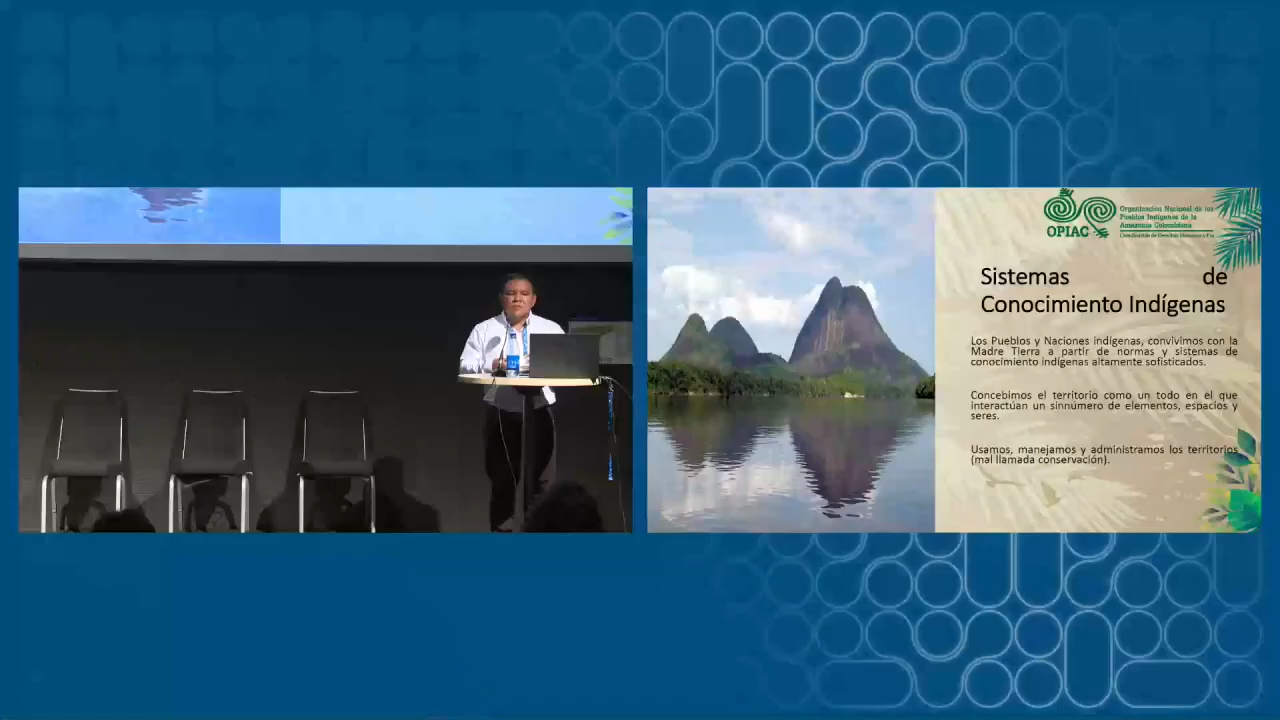 OPIAC
Organización Nacional de los
Pueblos Indígenas de la
Amazonia Colombiana
Sistemas de
Conocimiento Indígenas
Los Pueblos y Naciones indígenas, convivimos con la
Madre Tierra a partir de normas y sistemas de
conocimiento indígenas altamente sofisticados.
Concebimos el territorio como un todo en el que
interactúan un sinnúmero de elementos, espacios y
seres.
Usamos, manejamos y administramos los territorios
(mal llamada conservación).